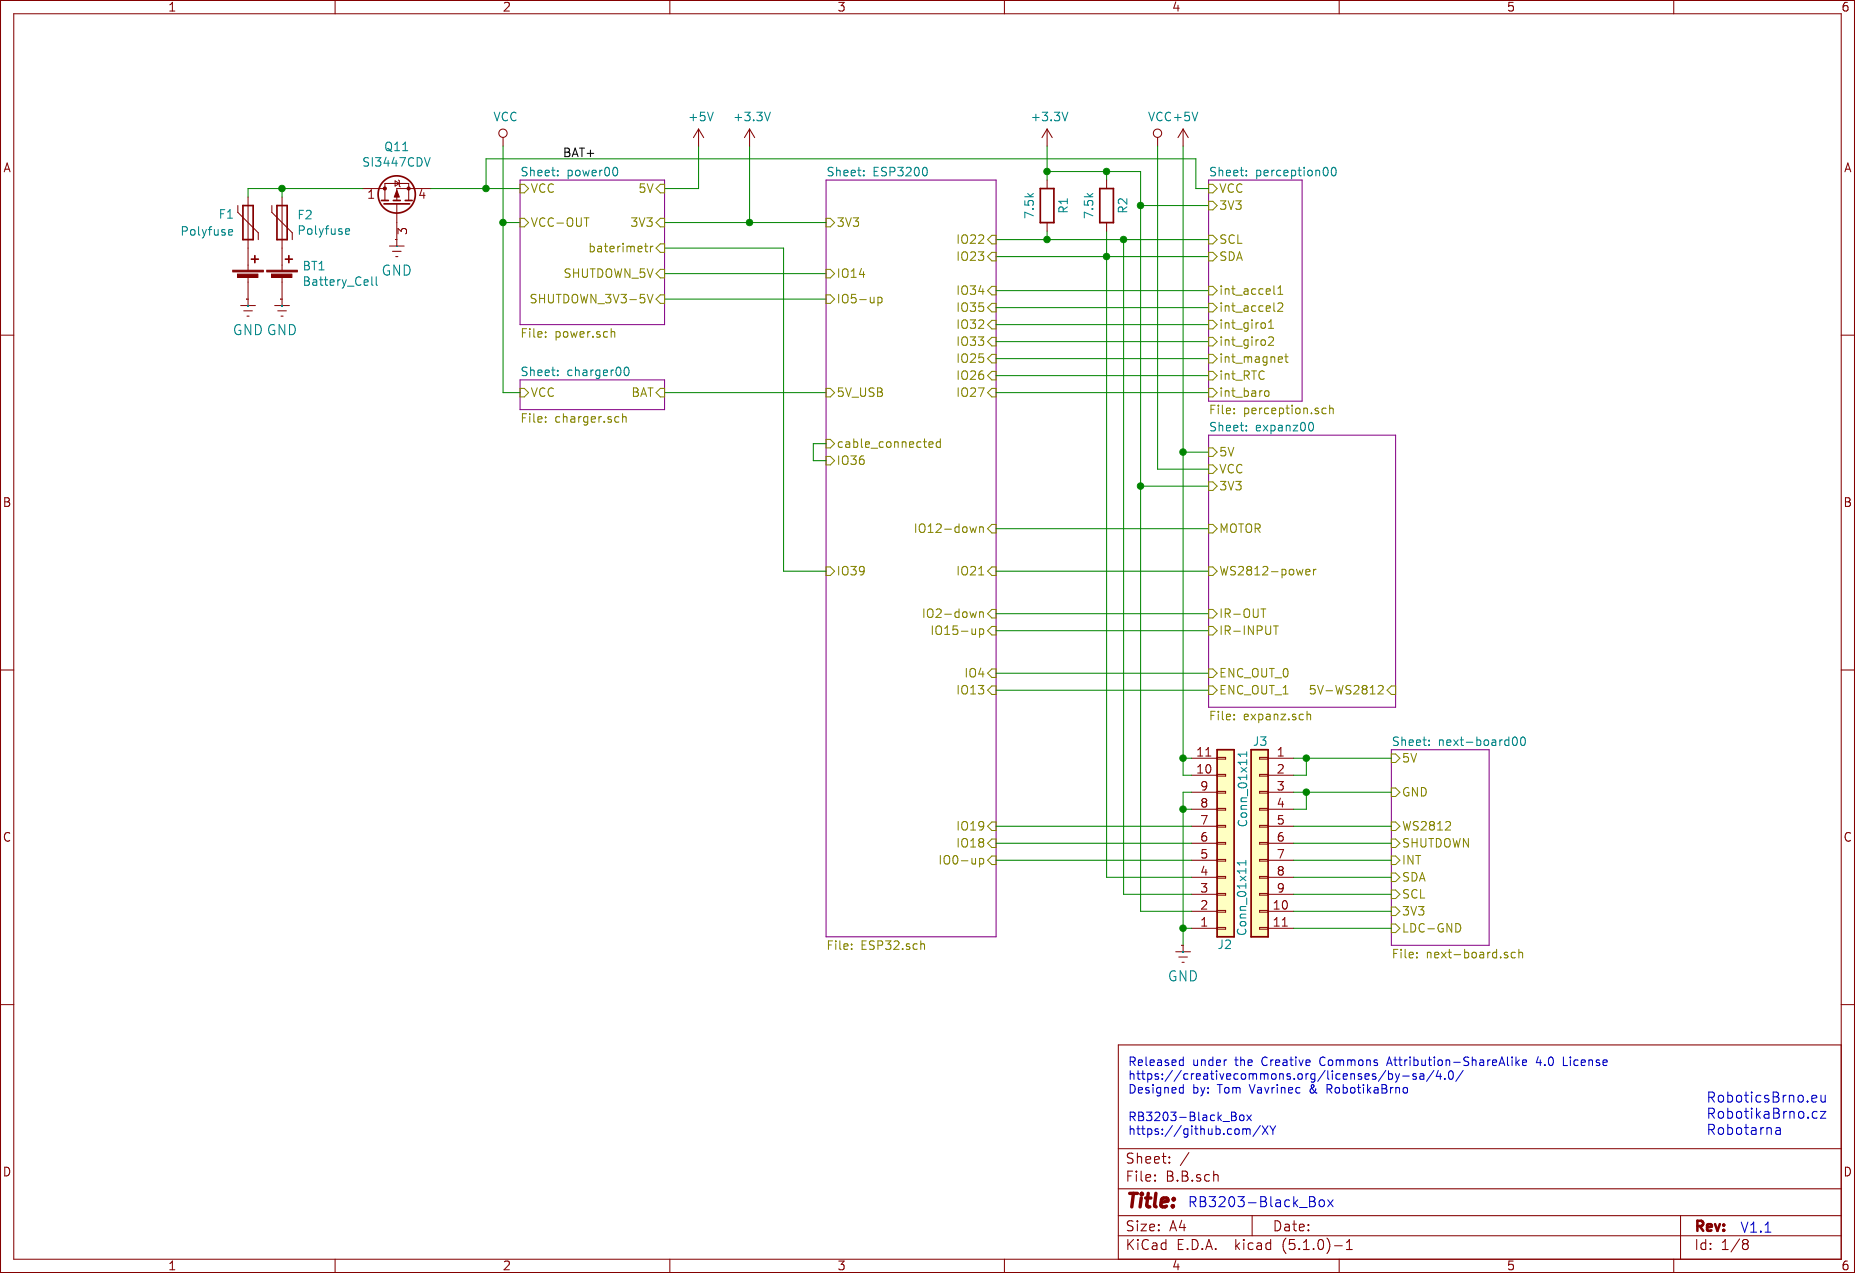 1 2 3 4 5 6
A
B
C
D
VCC
+5V
+3.3V
+3.3V
VCC
+5V
BAT+
Q11
SI3447CDV
1
4
3
GND
F1
Polyfuse
F2
Polyfuse
+
+
BT1
Battery_Cell
GND
GND
Sheet: power00
VCC
5V
VCC-OUT
3V3
baterimetr
SHUTDOWN_5V
SHUTDOWN_3V3-5V
File: power.sch
Sheet: charger00
VCC
BAT
File: charger.sch
Sheet: ESP3200
3V3
IO14
IO5-up
5V_USB
cable_connected
IO36
IO39
IO22
IO23
IO34
IO35
IO32
IO33
IO25
IO26
IO27
IO12-down
IO21
IO2-down
IO15-up
IO4
IO13
IO19
IO18
IO0-up
File: ESP32.sch
7.5k
R1
7.5k
R2
Sheet: perception00
VCC
3V3
SCL
SDA
int_accel1
int_accel2
int_giro1
int_giro2
int_magnet
int_RTC
int_baro
File: perception.sch
Sheet: expanz00
5V
VCC
3V3
MOTOR
WS2812-power
IR-OUT
IR-INPUT
ENC_OUT_0
ENC_OUT_1
5V-WS2812
File: expanz.sch
11
10
9
8
7
6
5
4
3
2
1
Conn_01x11
J2
GND
J3
Conn_01x11
1
2
3
4
5
6
7
8
9
10
11
Sheet: next-board00
5V
GND
WS2812
SHUTDOWN
INT
SDA
SCL
3V3
LDC-GND
File: next-board.sch
Released under the Creative Commons Attribution-ShareAlike 4.0 License
https://creativecommons.org/licenses/by-sa/4.0/
Designed by: Tom Vavrinec & RobotikaBrno
RB3203-Black_Box
https://github.com/XY
RoboticsBrno.eu
RobotikaBrno.cz
Robotarna
Sheet: /
File: B.B.sch
Title: RB3203-Black_Box
Size: A4
Date:
Rev: V1.1
KiCad E.D.A. kicad (5.1.0)-1
Id: 1/8
A
B
C
D
1 2 3 4 5 6